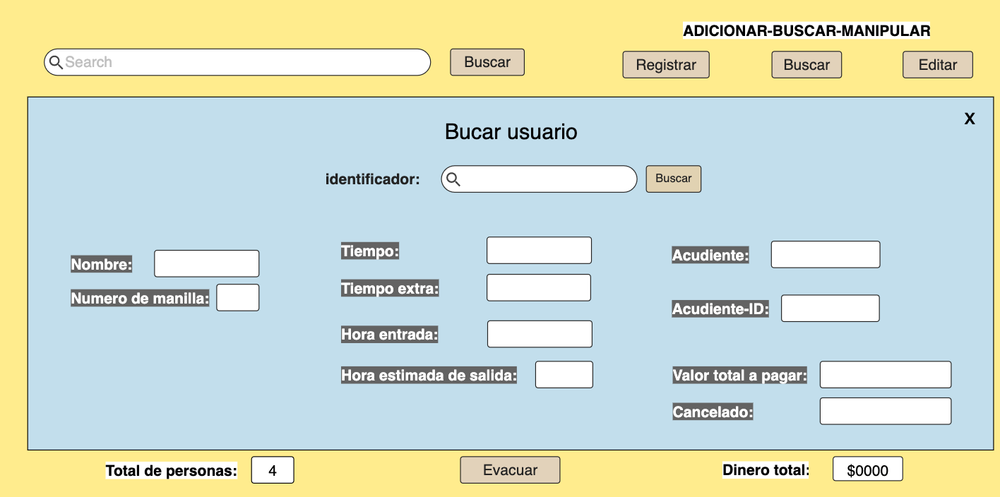 ADICIONAR-BUSCAR-MANIPULAR
Search
Buscar
Registrar
Buscar
Editar
X
Bucar usuario
identificador:
Buscar
Nombre:
Numero de manilla:
Tiempo:
Tiempo extra:
Hora entrada:
Hora estimada de salida:
Acudiente:
Acudiente-ID:
Valor total a pagar:
Cancelado:
Total de personas:
4
Evacuar
Dinero total:
$0000